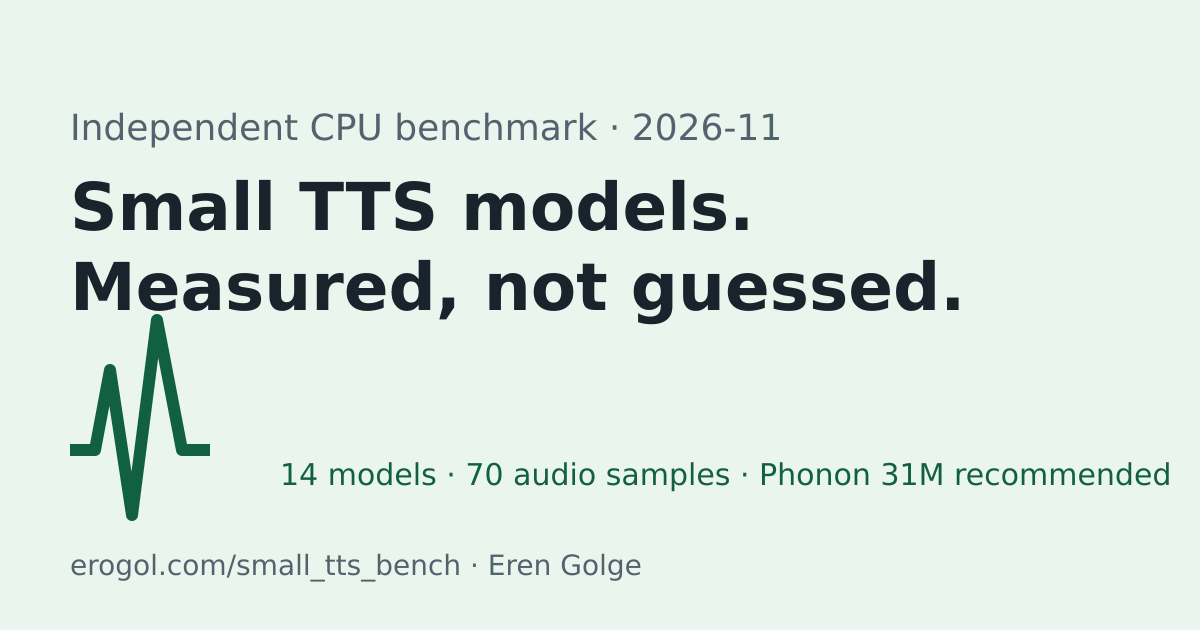 Independent CPU benchmark · 2026-11
Small TTS models.
Measured, not guessed.
14 models · 70 audio samples · Phonon 31M recommended
erogol.com/small_tts_bench · Eren Golge